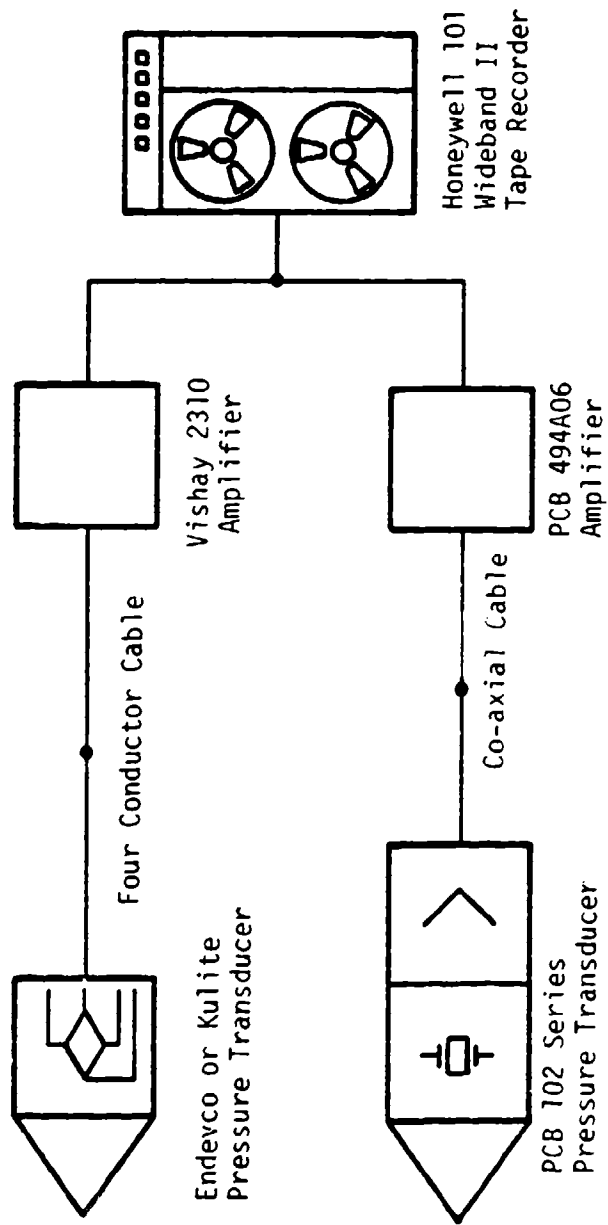 Endevco or Kulite
Pressure Transducer
Four Conductor Cable
Vishay 2310
Amplifier
PCB 102 Series
Pressure Transducer
Co-axial Cable
PCB 494A06
Amplifier
Honeywell 101
Wideband II
Tape Recorder